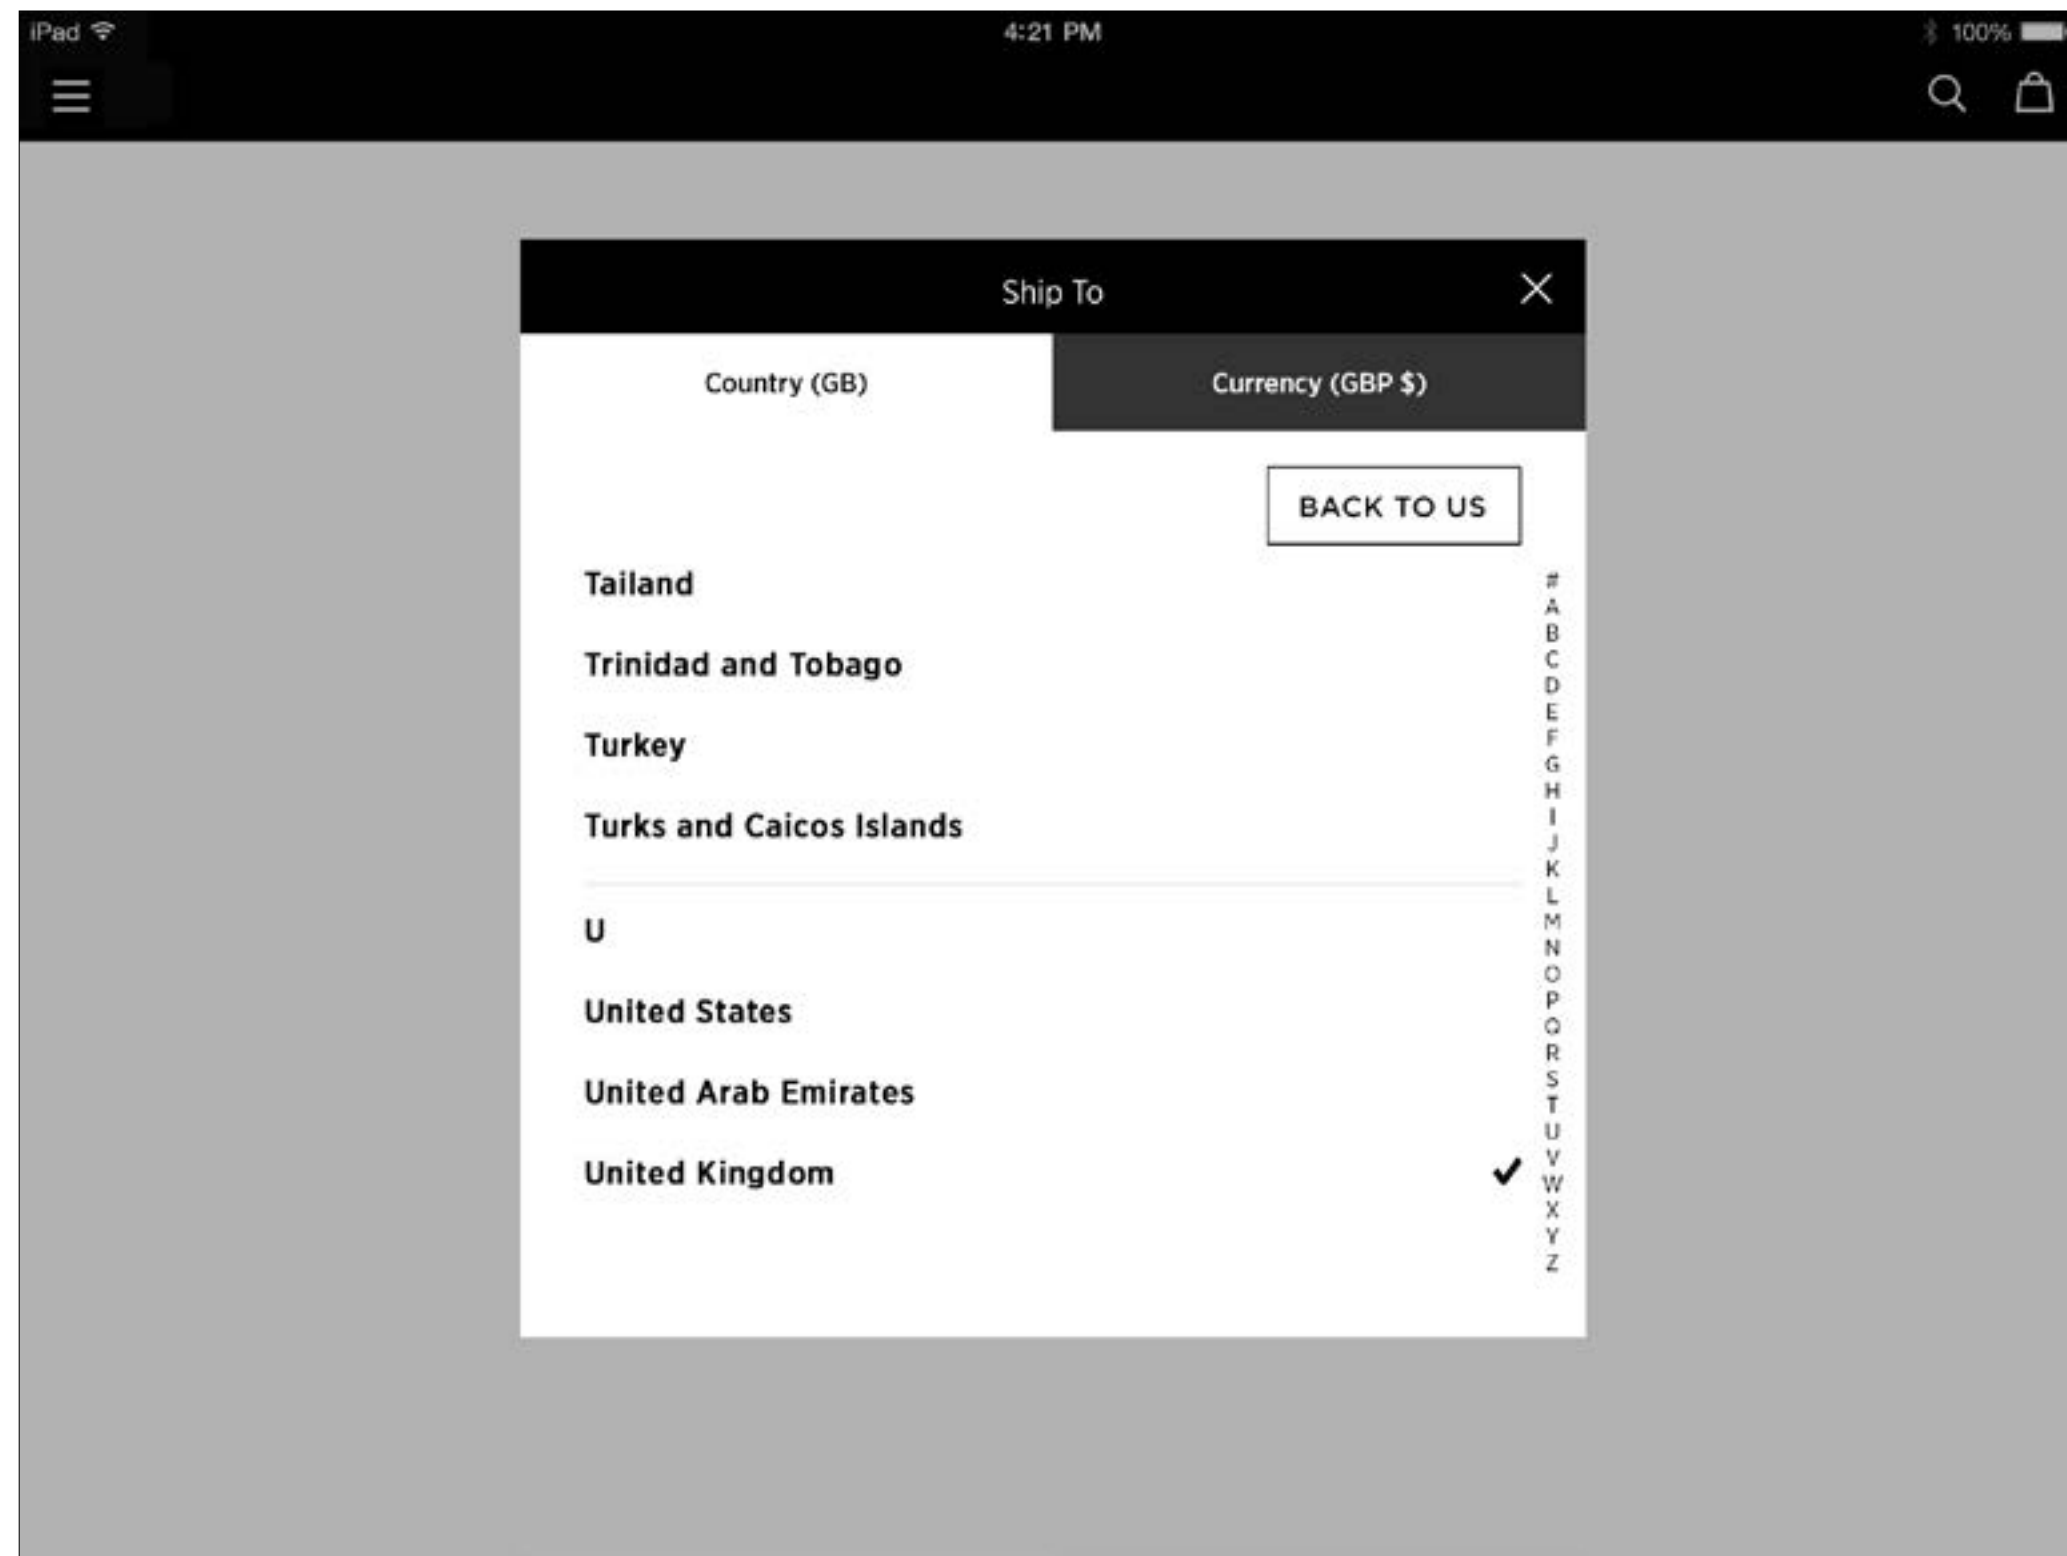 iPad 4:21 PM 100%
Ship To
Country (GB) Currency (GBP $)
BACK TO US
Tailand
Trinidad and Tobago
Turkey
Turks and Caicos Islands
U
United States
United Arab Emirates
United Kingdom
#
A
B
C
D
E
F
G
H
I
J
K
L
M
N
O
P
Q
R
S
T
U
V
W
X
Y
Z